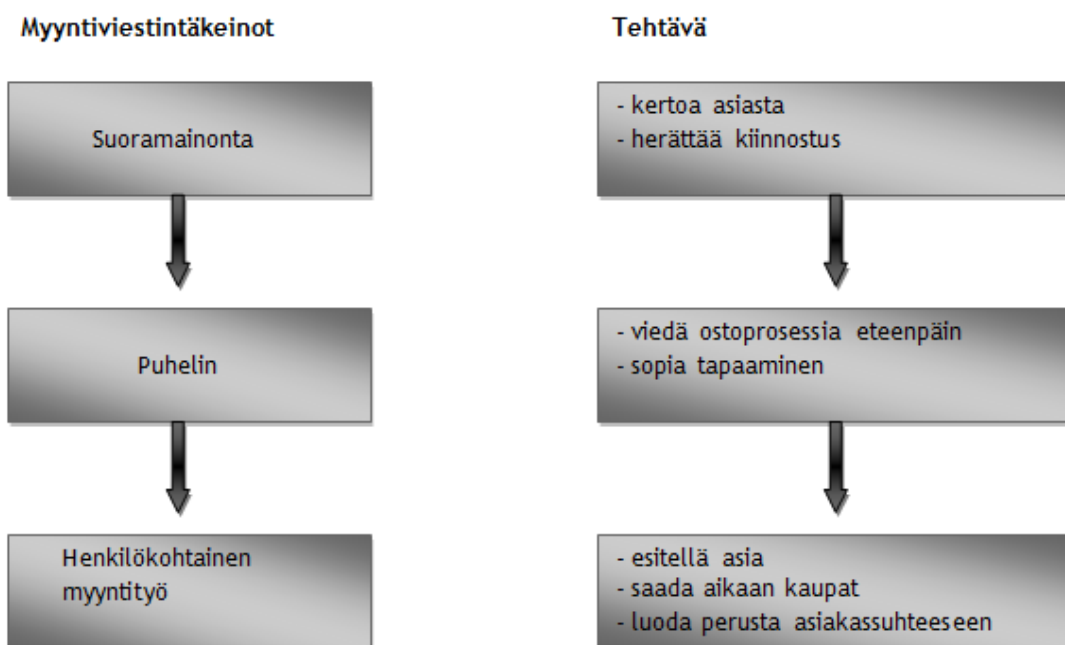 Myyntiviestintäkeinot
Tehtävä
Suoramainonta
- kertoa asiasta
- herättää kiinnostus
Puhelin
- viedä ostoprosessia eteenpäin
- sopia tapaaminen
Henkilökohtainen
myyntityö
- esitellä asia
- saada aikaan kaupat
- luoda perusta asiakassuhteeseen